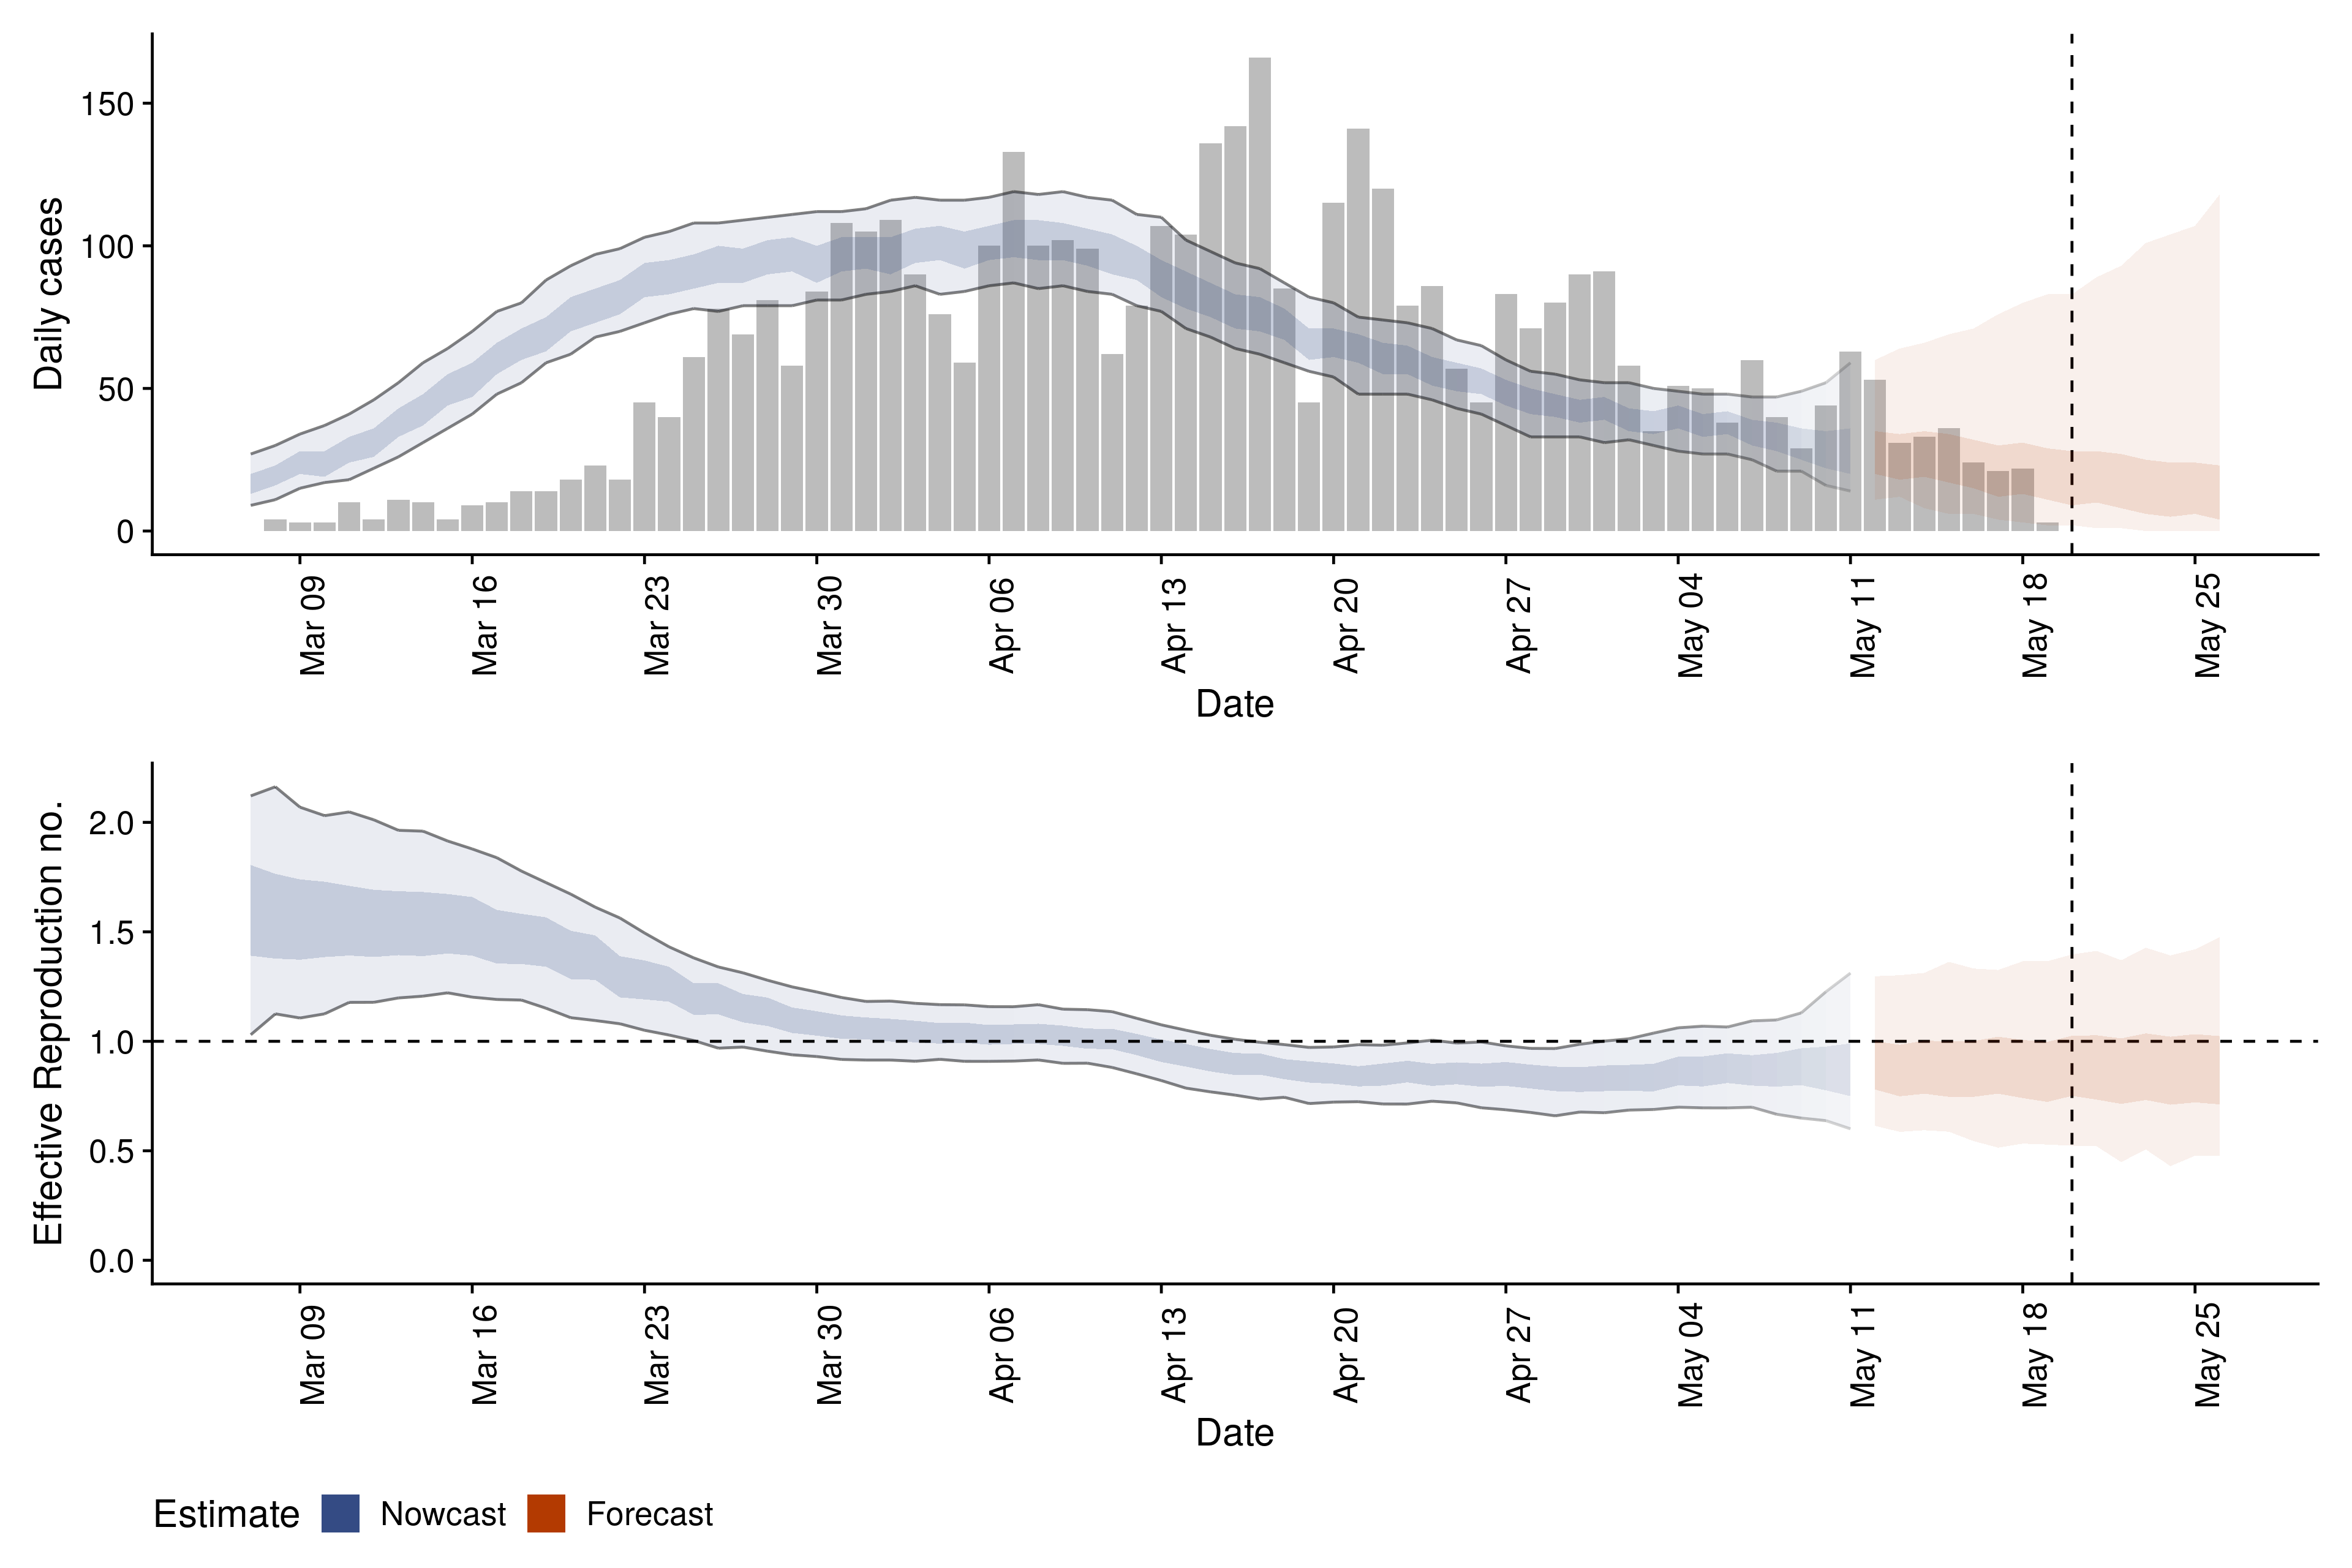 Daily cases
150
100
50
0
Mar 09
Mar 16
Mar 23
Mar 30
Apr 06
Apr 13
Apr 20
Apr 27
May 04
May 11
May 18
May 25
Date
Effective Reproduction no.
2.0
1.5
1.0
0.5
0.0
Mar 09
Mar 16
Mar 23
Mar 30
Apr 06
Apr 13
Apr 20
Apr 27
May 04
May 11
May 18
May 25
Date
Estimate Nowcast Forecast